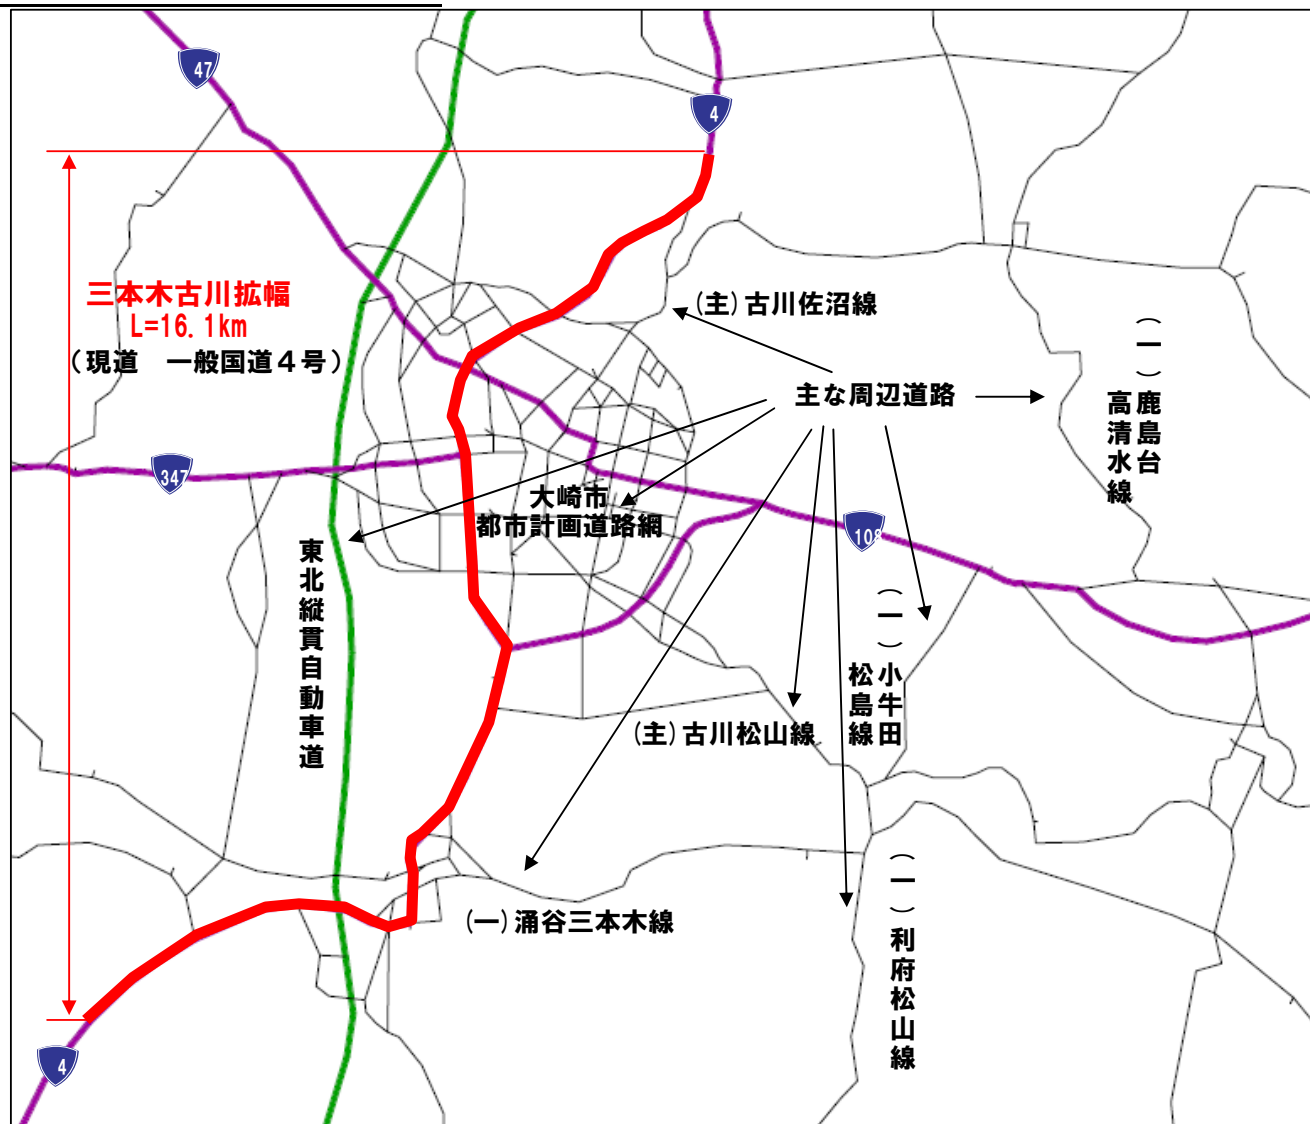 47
4
三本木古川拡幅
L=16.1km
（現道　一般国道４号）
(主)古川佐沼線
主な周辺道路
(一)鹿島台
高清水線
347
大崎市
都市計画道路網
108
東北縦貫自動車道
(一)小牛田
松島線
(主)古川松山線
(一)涌谷三本木線
(一)利府松山線
4